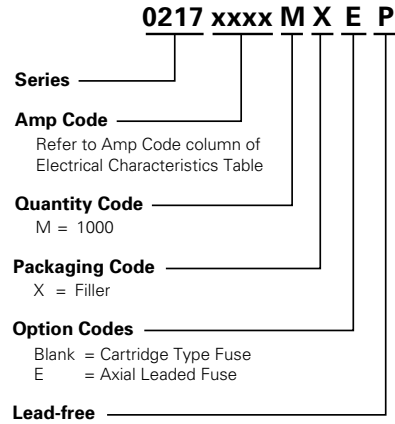 0217 xxxx M X E P
Series
Amp Code
Refer to Amp Code column of
Electrical Characteristics Table
Quantity Code
M = 1000
Packaging Code
X = Filler
Option Codes
Blank = Cartridge Type Fuse
E = Axial Leaded Fuse
Lead-free